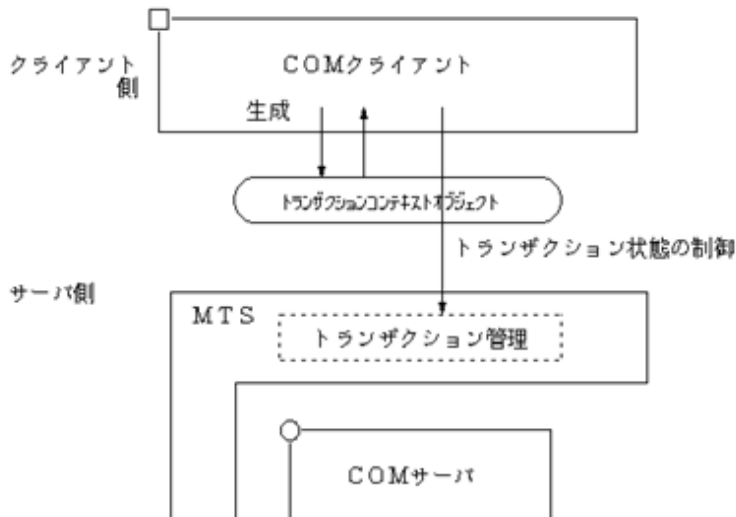 クライアント
側
COMクライアント
生成
トランザクションコンテキストオブジェクト
トランザクション状態の制御
サーバ側
MTS
トランザクション管理
COMサーバ